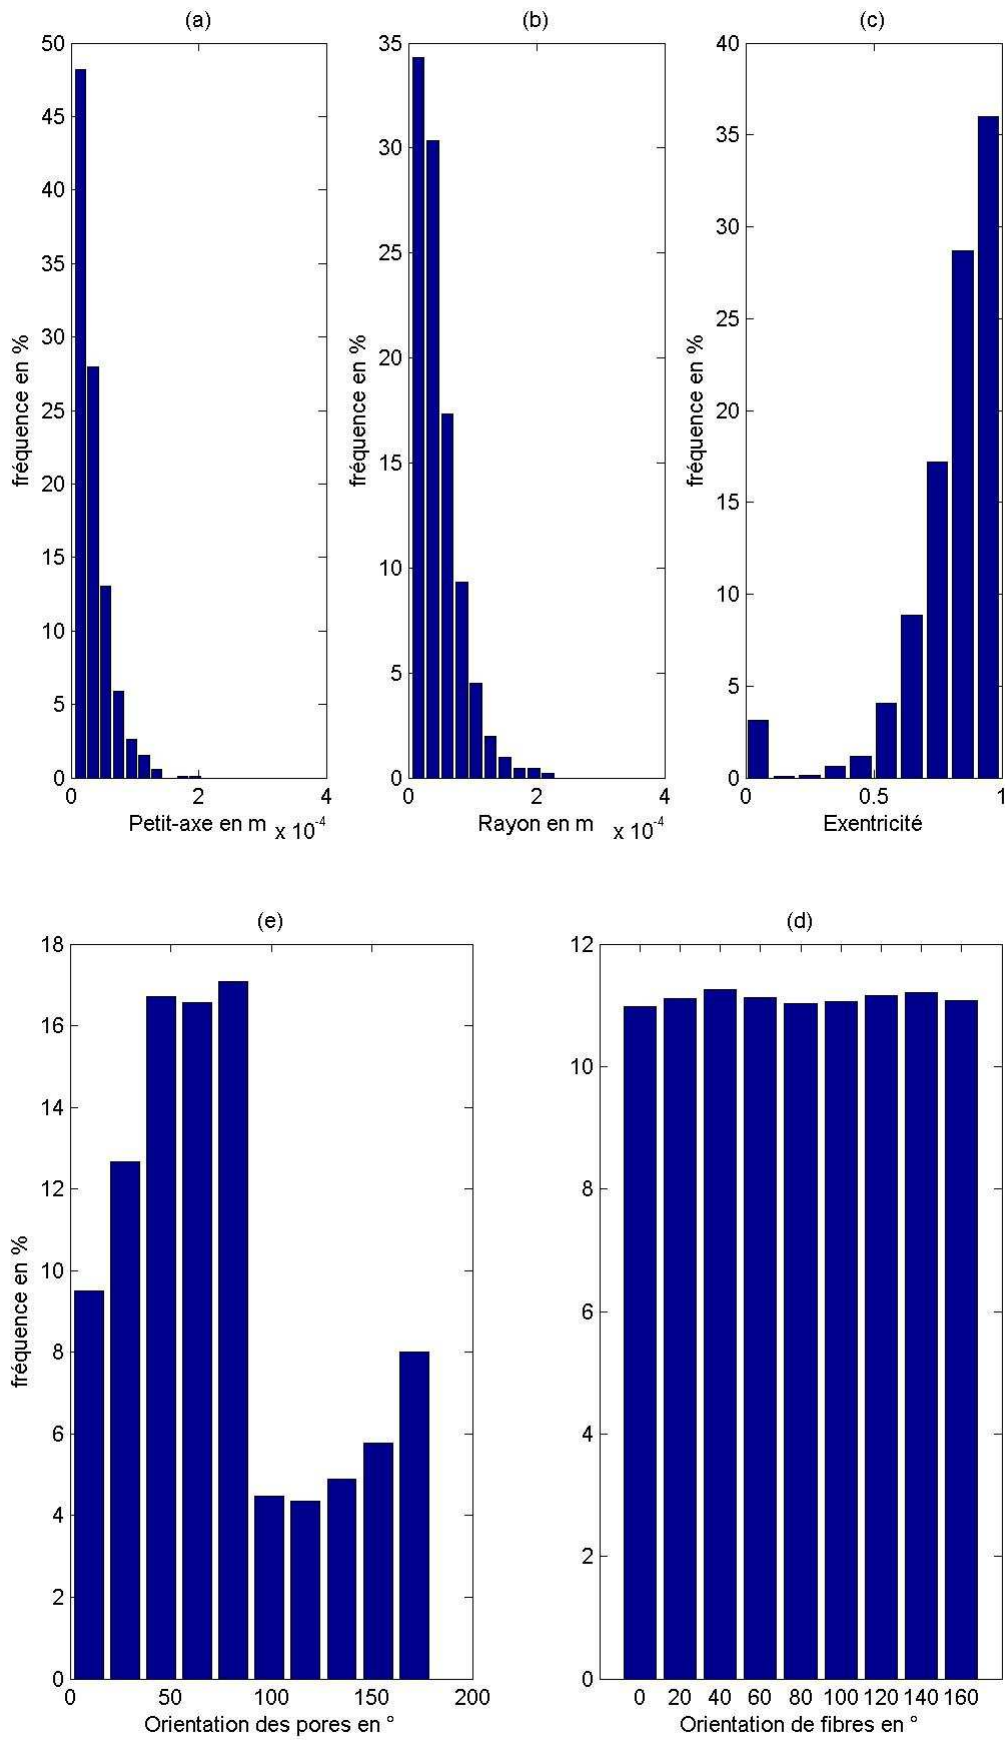 (a)
50
45
40
35
30
25
20
15
10
5
0
fréquence en %
0 2 4
Petit-axe en m x 10-4
(b)
35
30
25
20
15
10
5
0
fréquence en %
0 2 4
Rayon en m x 10-4
(c)
40
35
30
25
20
15
10
5
0
fréquence en %
0 0.5 1
Exentricité
(e)
18
16
14
12
10
8
6
4
2
0
fréquence en %
0 50 100 150 200
Orientation des pores en °
(d)
12
10
8
6
4
2
0
0 20 40 60 80 100 120 140 160
Orientation de fibres en °